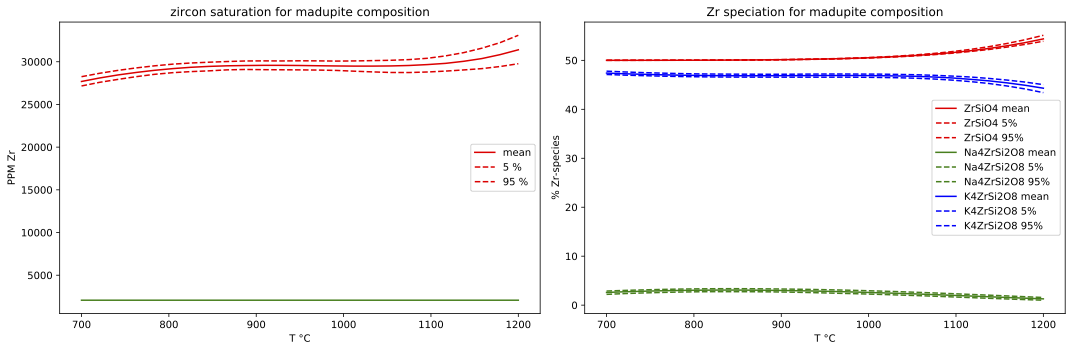 zircon saturation for madupite composition
PPM Zr
30000
25000
20000
15000
10000
5000
mean
5 %
95 %
700
800
900
1000
1100
1200
T °C
Zr speciation for madupite composition
% Zr-species
50
40
30
20
10
0
ZrSiO4 mean
ZrSiO4 5%
ZrSiO4 95%
Na4ZrSi2O8 mean
Na4ZrSi2O8 5%
Na4ZrSi2O8 95%
K4ZrSi2O8 mean
K4ZrSi2O8 5%
K4ZrSi2O8 95%
700
800
900
1000
1100
1200
T °C